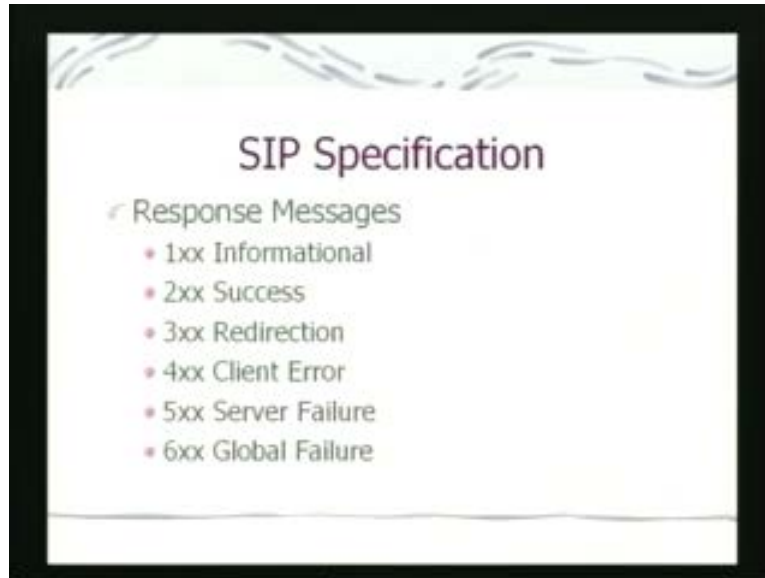 SIP Specification
Response Messages
1xx Informational
2xx Success
3xx Redirection
4xx Client Error
5xx Server Failure
6xx Global Failure